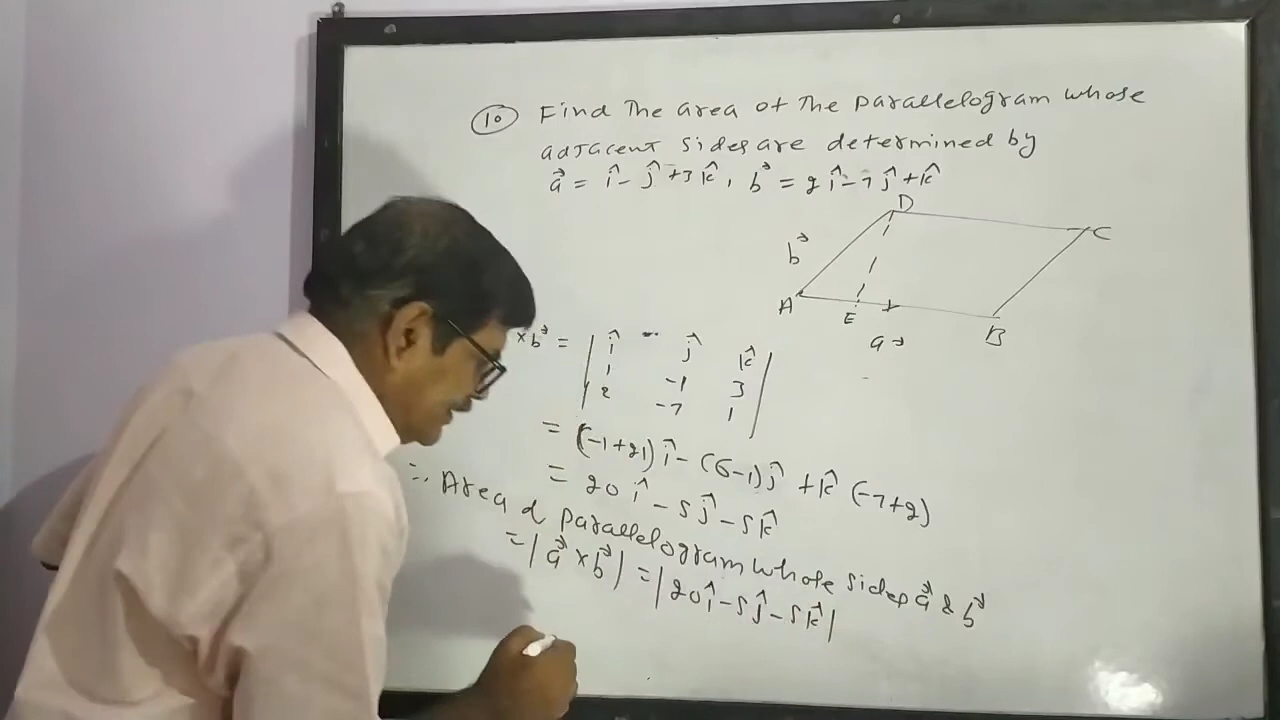 10 Find The area of The parallelogram whose
adjacent sides are determined by
a⃗ = î - ĵ + 3k̂, b⃗ = 2î - 7ĵ + k̂
D
C
b⃗
A
E
B
a⃗
×b⃗ = | î ĵ k̂
1 -1 3
2 -7 1 |
= (-1+21)î - (6-1)ĵ + k̂(-7+2)
= 20î - 5ĵ - 5k̂
∴ Area of parallelogram whose sides a⃗ & b⃗
= |a⃗ × b⃗| = |20î - 5ĵ - 5k̂|